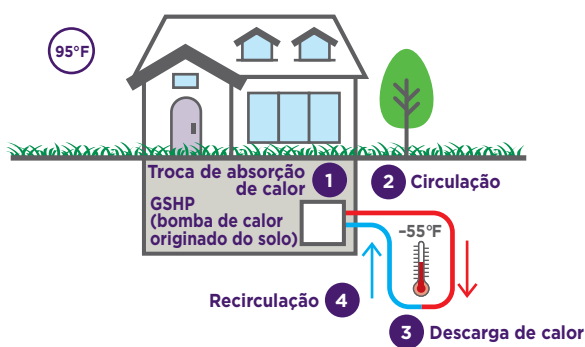 95°F
Troca de absorção
de calor
1
GSHP
(bomba de calor
originado do solo)
2 Circulação
–55°F
Recirculação 4
3 Descarga de calor